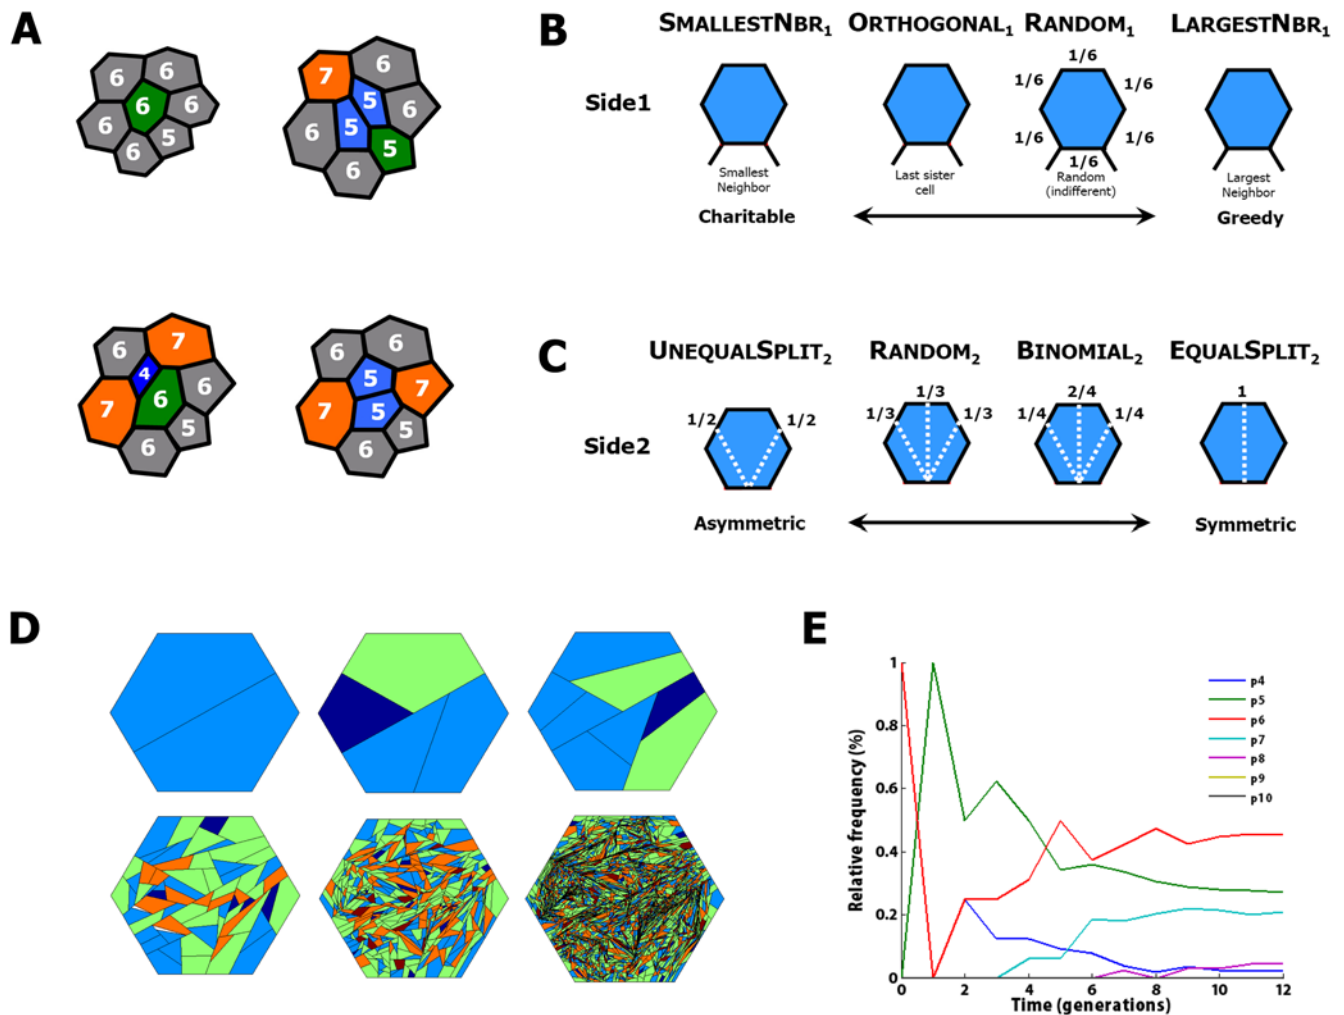 A
6 6
6 6
6 5
6
7 6
5 6
6 5
5
6
6 7
4
7 6 6
5
6
6
5 7
7 5
5
6
B
SMALLESTNBR1 ORTHOGONAL1 RANDOM1 LARGESTNBR1
Side1
1/6
1/6 1/6
1/6 1/6
1/6
Smallest
Neighbor
Last sister
cell
Random
(indifferent)
Largest
Neighbor
Charitable Greedy
C
UNEQUALSPLIT2 RANDOM2 BINOMIAL2 EQUALSPLIT2
Side2
1/2 1/2
1/3 1/3 1/3
1/4 2/4 1/4
1
Asymmetric Symmetric
D
E
Relative frequency (%)
1
0.8
0.6
0.4
0.2
0
0 2 4 6 8 10 12
Time (generations)
p4
p5
p6
p7
p8
p9
p10